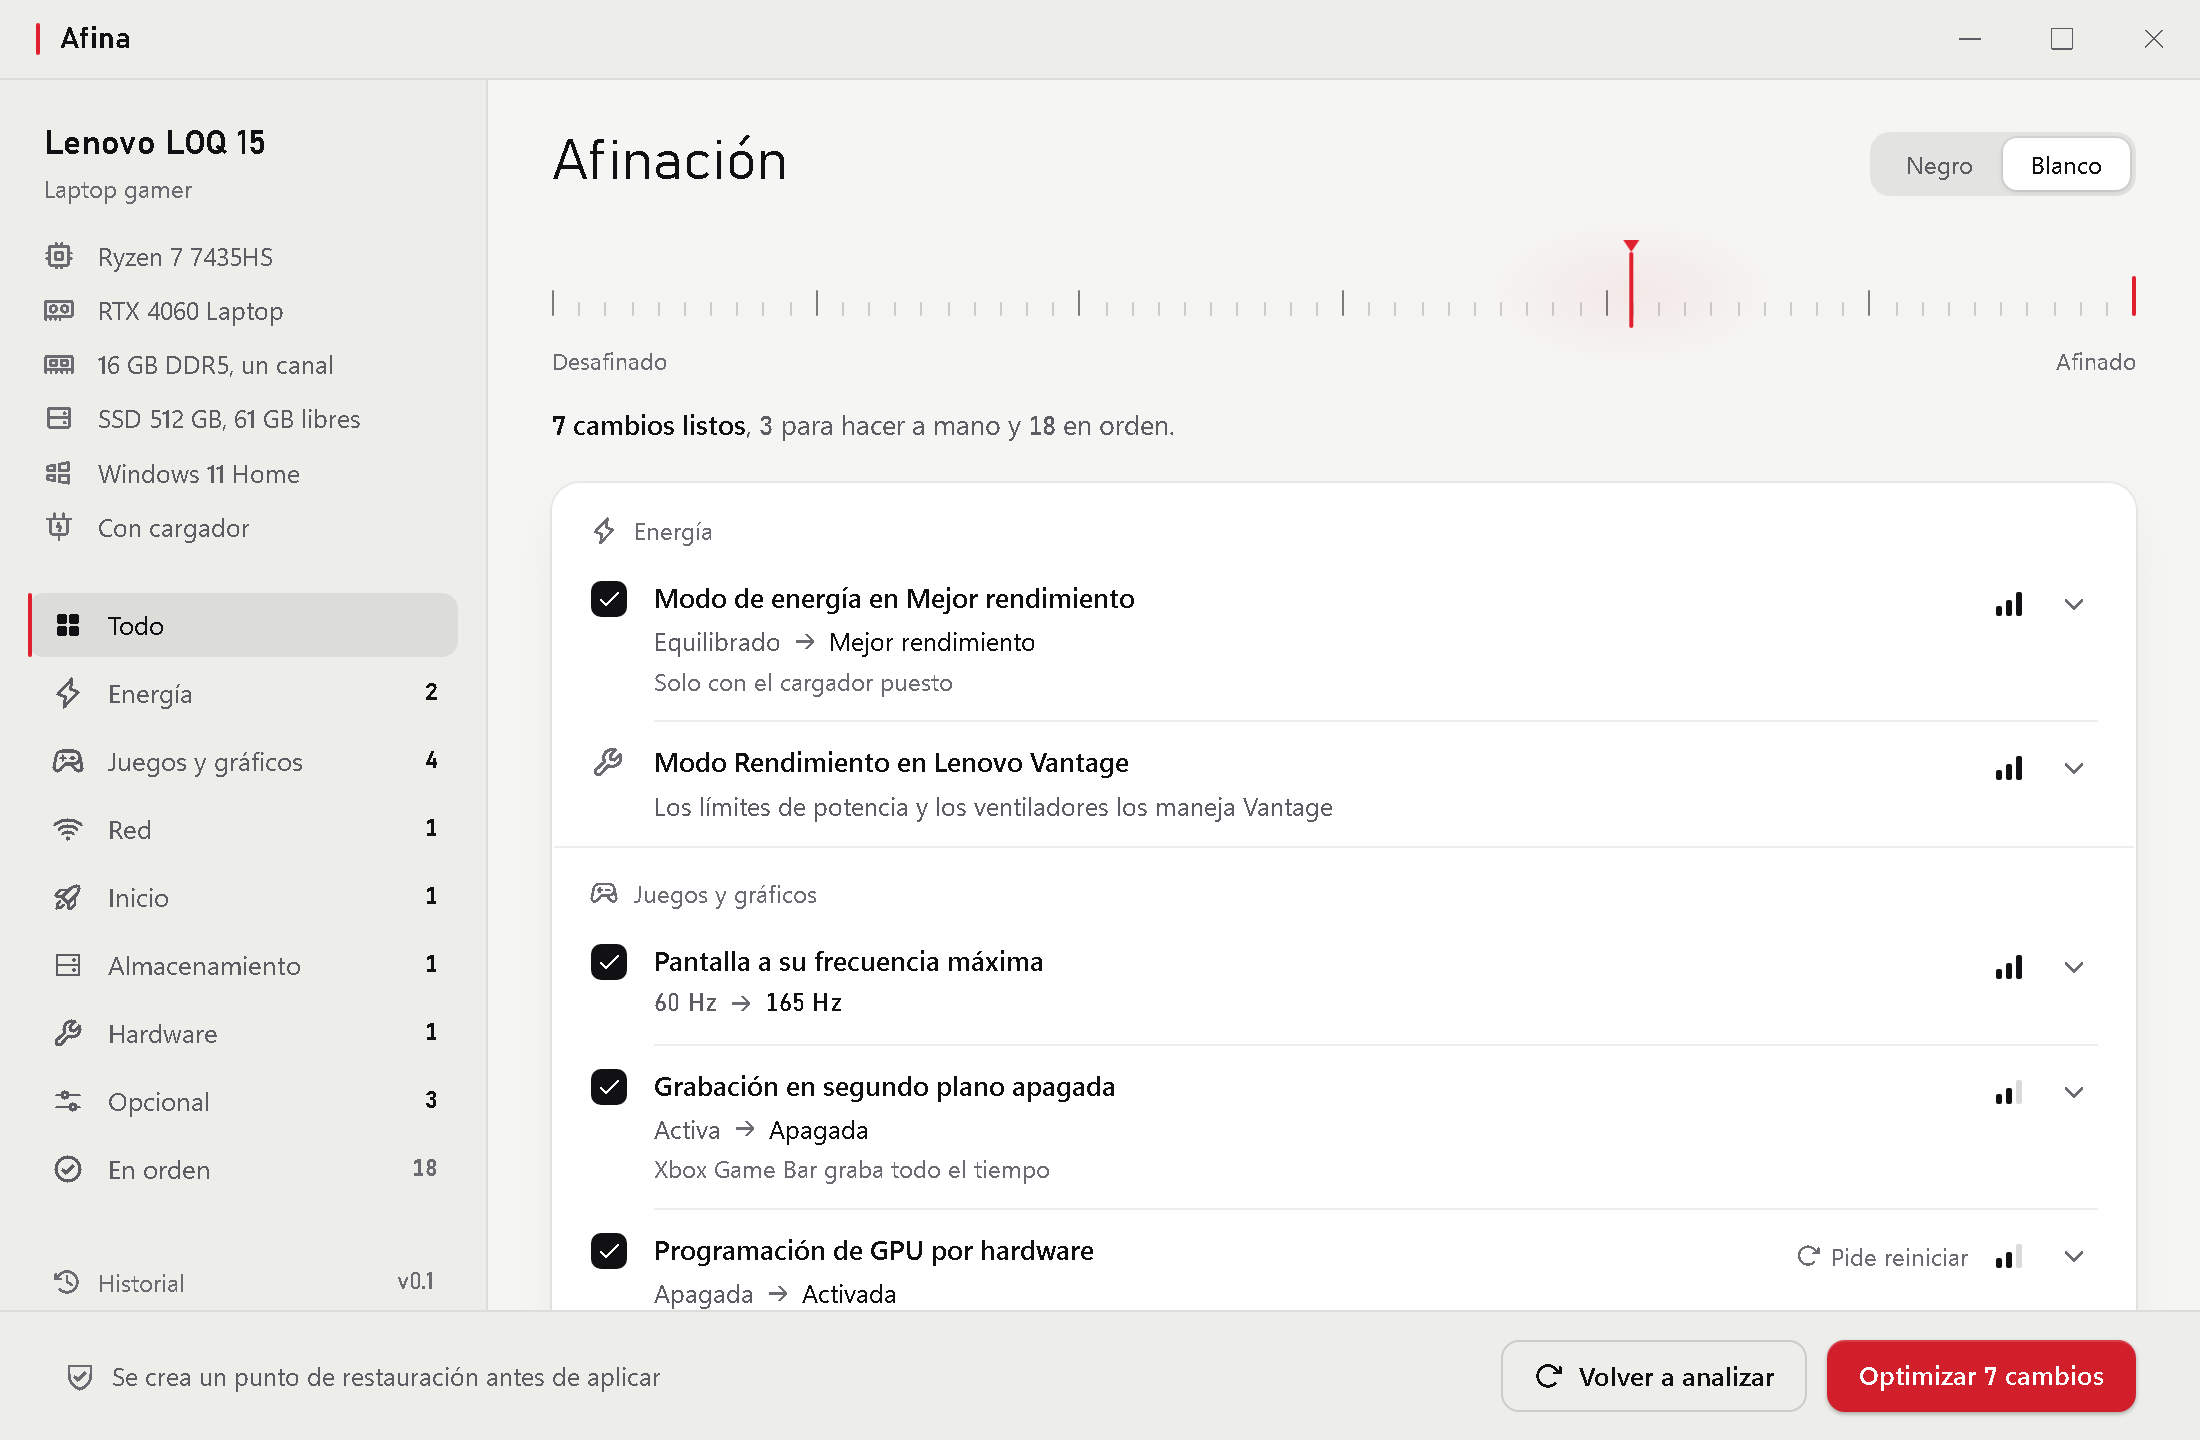 Afina
Lenovo LOQ 15
Laptop gamer
Ryzen 7 7435HS
RTX 4060 Laptop
16 GB DDR5, un canal
SSD 512 GB, 61 GB libres
Windows 11 Home
Con cargador
Todo
Energía 2
Juegos y gráficos 4
Red 1
Inicio 1
Almacenamiento 1
Hardware 1
Opcional 3
En orden 18
Historial v0.1
Afinación
Negro Blanco
Desafinado Afinado
7 cambios listos, 3 para hacer a mano y 18 en orden.
Energía
Modo de energía en Mejor rendimiento
Equilibrado → Mejor rendimiento
Solo con el cargador puesto
Modo Rendimiento en Lenovo Vantage
Los límites de potencia y los ventiladores los maneja Vantage
Juegos y gráficos
Pantalla a su frecuencia máxima
60 Hz → 165 Hz
Grabación en segundo plano apagada
Activa → Apagada
Xbox Game Bar graba todo el tiempo
Programación de GPU por hardware Pide reiniciar
Apagada → Activada
Se crea un punto de restauración antes de aplicar
Volver a analizar
Optimizar 7 cambios